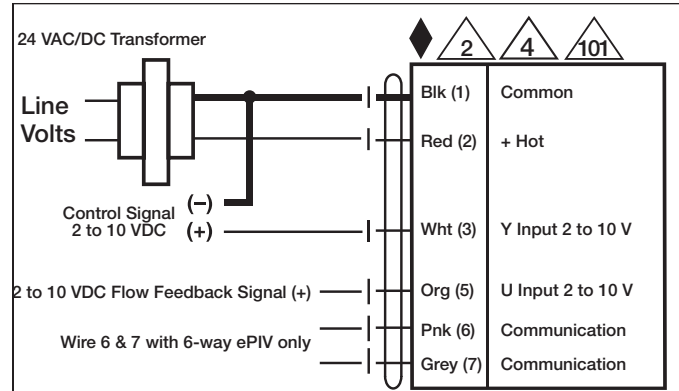 24 VAC/DC Transformer
2 4 101
Line
Volts
Blk (1) Common
Red (2) + Hot
Control Signal (–)
2 to 10 VDC (+)
Wht (3) Y Input 2 to 10 V
2 to 10 VDC Flow Feedback Signal (+)
Org (5) U Input 2 to 10 V
Wire 6 & 7 with 6-way ePIV only
Pnk (6) Communication
Grey (7) Communication